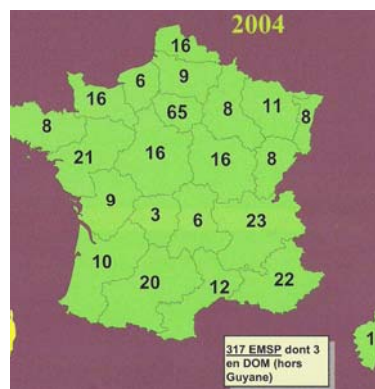 2004
16
6 9
16
65 8 11 8
8
21 16 16 8
9 3 6 23
10 20 12 22
1
317 EMSP dont 3
en DOM (hors
Guyane)